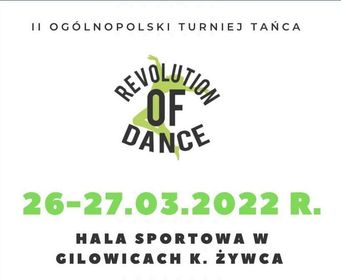 II OGÓLNOPOLSKI TURNIEJ TAŃCA
REVOLUTION
OF
DANCE
26-27.03.2022 R.
HALA SPORTOWA W
GILOWICACH K. ŻYWCA